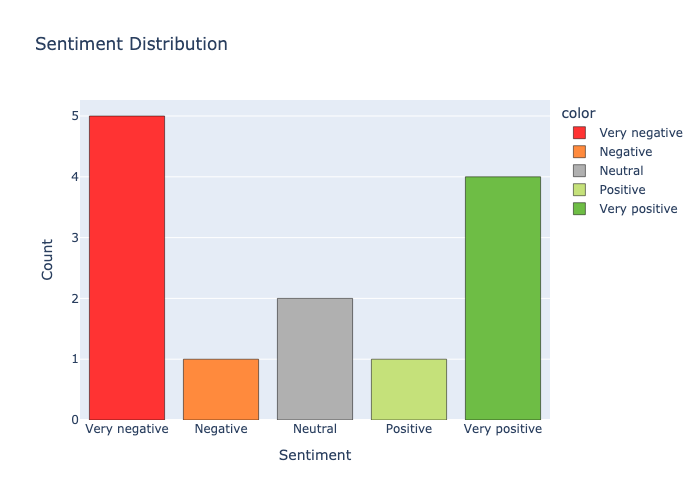 Sentiment Distribution
color
Very negative
Negative
Neutral
Positive
Very positive
Count
5
4
3
2
1
0
Very negative Negative Neutral Positive Very positive
Sentiment